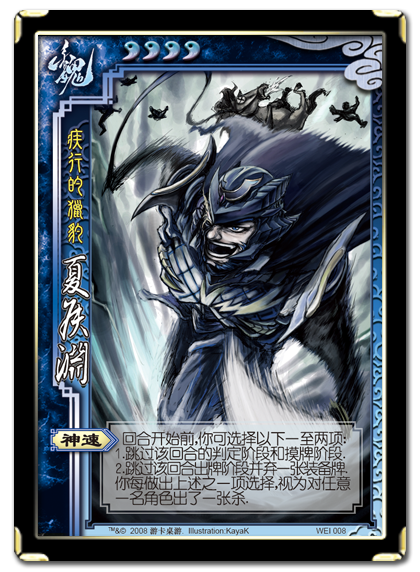 魏
疾行的獵豹
夏侯淵
神速
回合开始前,你可选择以下一至两项:
1.跳过该回合的判定阶段和摸牌阶段.
2.跳过该回合出牌阶段并弃一张装备牌.
你每做出上述之一项选择,视为对任意
一名角色出了一张杀.
™&© 2008 游卡桌游. Illustration:KayaK
WEI 008